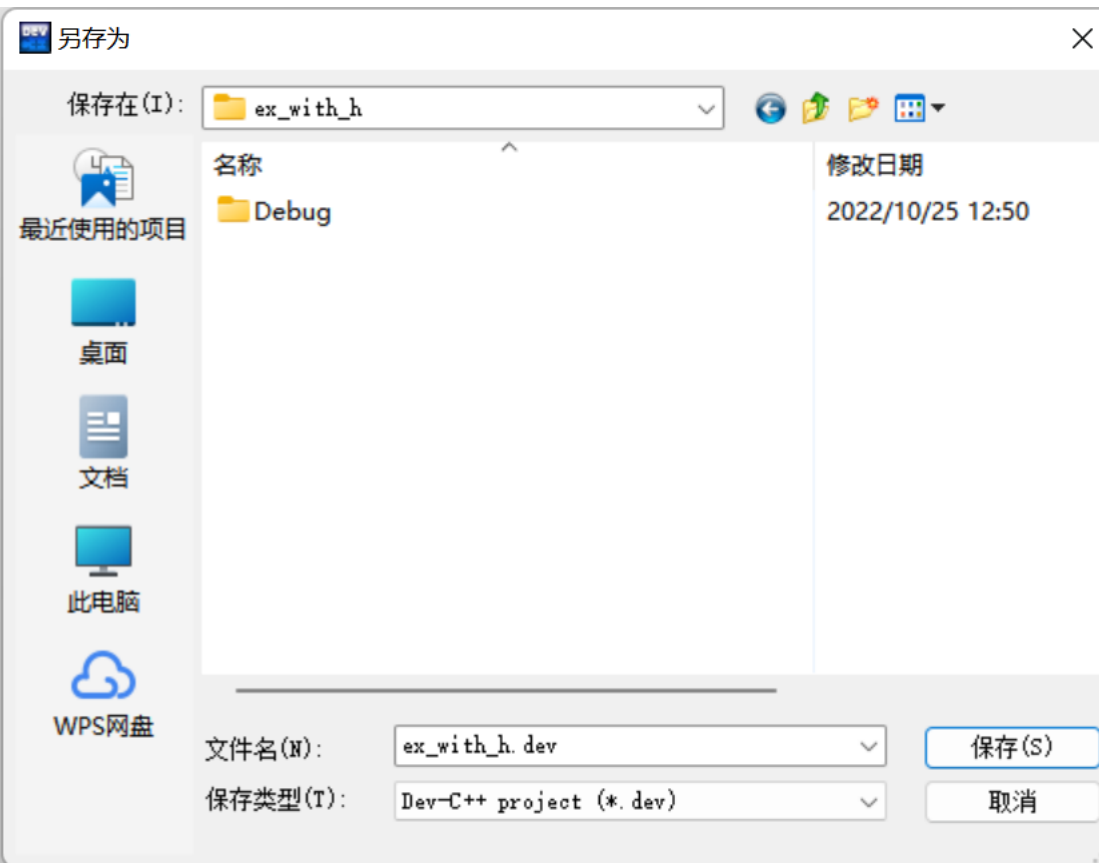 DEV
另存为
保存在(I): ex_with_h
名称 修改日期
Debug 2022/10/25 12:50
最近使用的项目
桌面
文档
此电脑
WPS网盘
文件名(N): ex_with_h.dev 保存(S)
保存类型(T): Dev-C++ project (*.dev) 取消